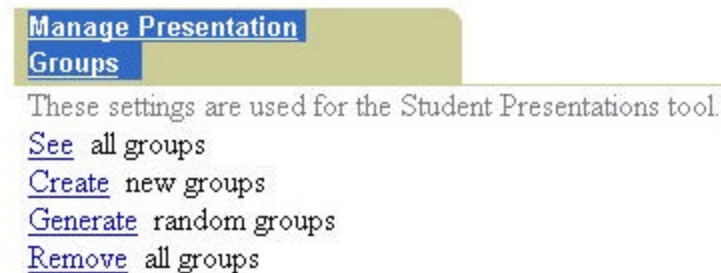 Manage Presentation
Groups
These settings are used for the Student Presentations tool.
See all groups
Create new groups
Generate random groups
Remove all groups